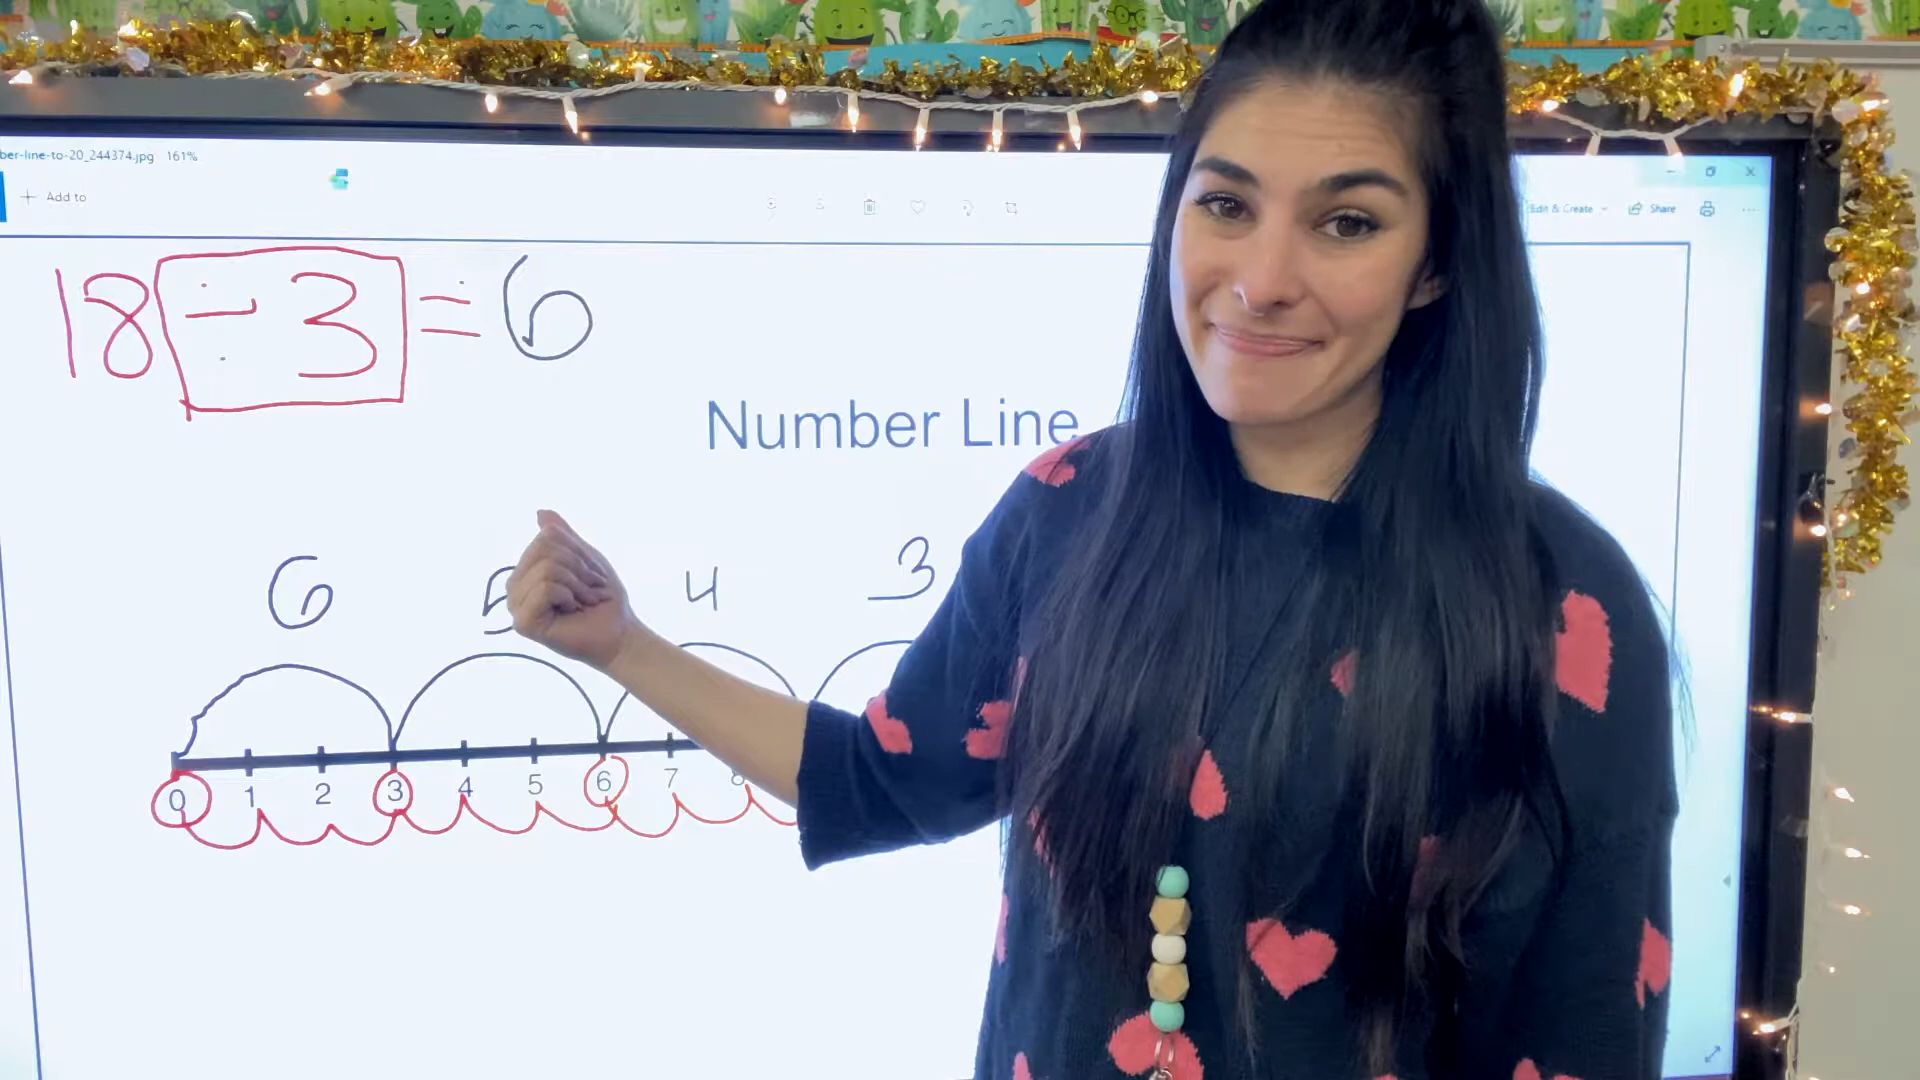 ber-line-to-20_244374.jpg 161%
+ Add to
Edit & Create
Share
18 ÷ 3 = 6
Number Line
6 5 4 3
0 1 2 3 4 5 6 7 8